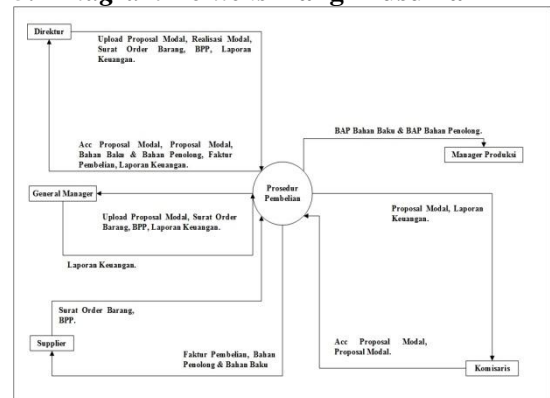 Direktur
Upload Proposal Modal, Realisasi Modal,
Surat Order Barang, BPP, Laporan
Keuangan.
Acc Proposal Modal, Proposal Modal,
Bahan Baku & Bahan Penolong, Faktur
Pembelian, Laporan Keuangan.
BAP Bahan Baku & BAP Bahan Penolong.
Manager Produksi
Prosedur
Pembelian
General Manager
Upload Proposal Modal, Surat Order
Barang, BPP, Laporan Keuangan.
Proposal Modal, Laporan
Keuangan.
Laporan Keuangan.
Surat Order Barang,
BPP.
Supplier
Faktur Pembelian, Bahan
Penolong & Bahan Baku
Acc Proposal Modal,
Proposal Modal.
Komisaris